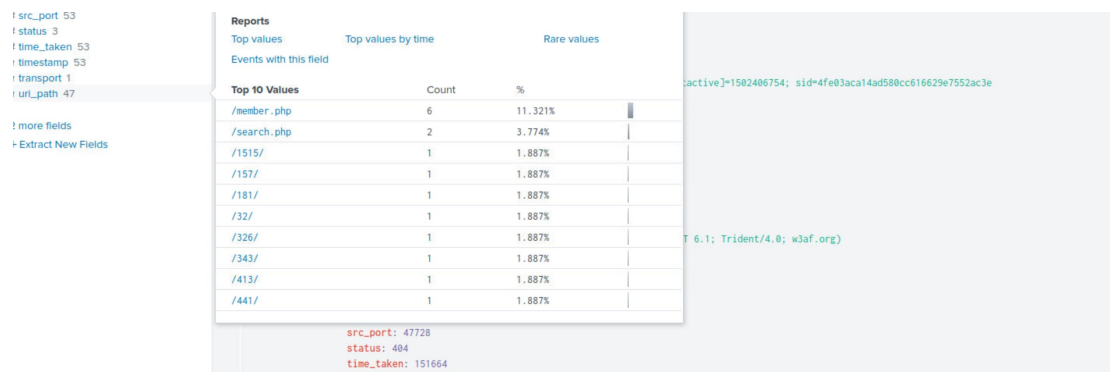 src_port 53
status 3
time_taken 53
timestamp 53
transport 1
uri_path 47
2 more fields
+ Extract New Fields
Reports
Top values Top values by time Rare values
Events with this field
Top 10 Values Count %
/member.php 6 11.321%
/search.php 2 3.774%
/1515/ 1 1.887%
/157/ 1 1.887%
/181/ 1 1.887%
/32/ 1 1.887%
/326/ 1 1.887%
/343/ 1 1.887%
/413/ 1 1.887%
/441/ 1 1.887%
active]=1502406754; sid=4fe03aca14ad580cc616629e7552ac3e
T 6.1; Trident/4.0; w3af.org)
src_port: 47728
status: 404
time_taken: 151664